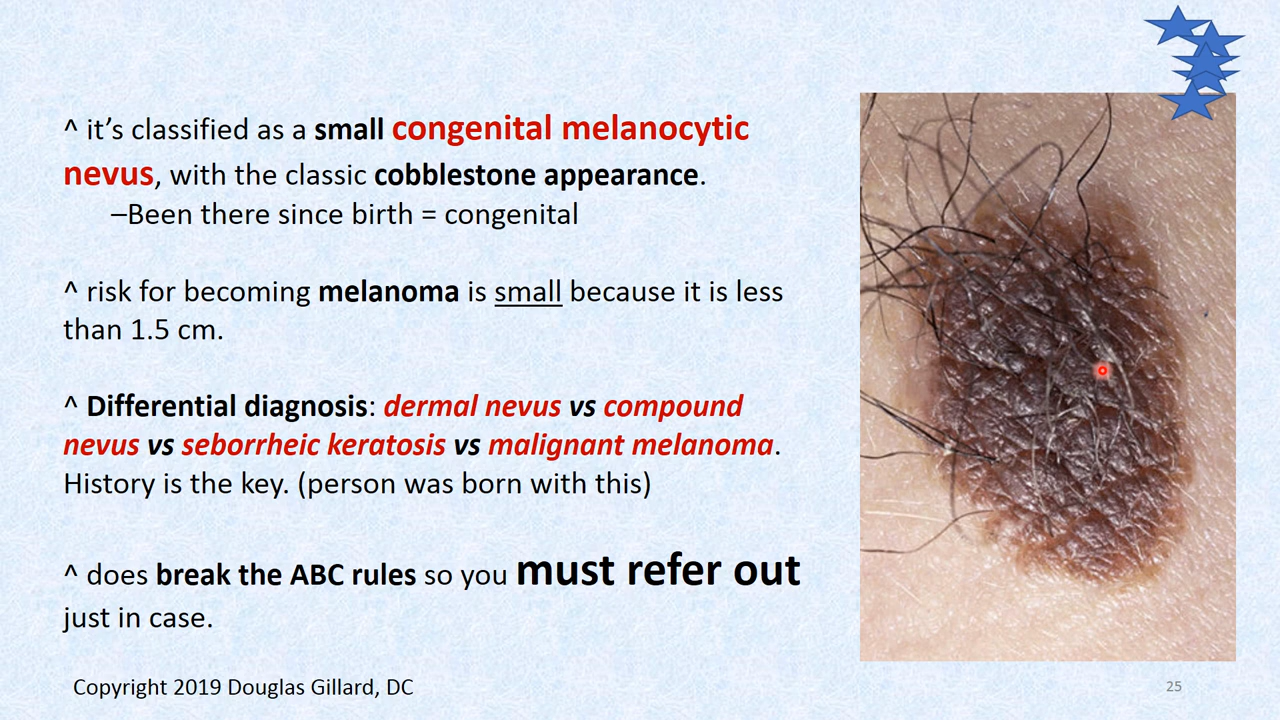 ^ it’s classified as a small congenital melanocytic
nevus, with the classic cobblestone appearance.
–Been there since birth = congenital
^ risk for becoming melanoma is small because it is less
than 1.5 cm.
^ Differential diagnosis: dermal nevus vs compound
nevus vs seborrheic keratosis vs malignant melanoma.
History is the key. (person was born with this)
^ does break the ABC rules so you must refer out
just in case.
Copyright 2019 Douglas Gillard, DC
25